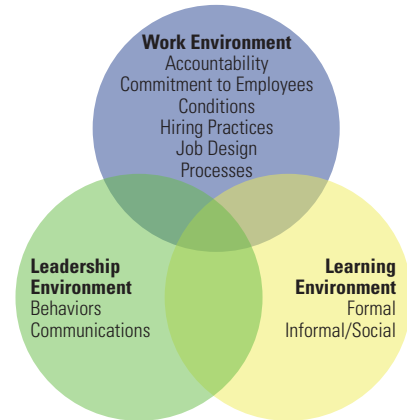 Work Environment
Accountability
Commitment to Employees
Conditions
Hiring Practices
Job Design
Processes
Leadership
Environment
Behaviors
Communications
Learning
Environment
Formal
Informal/Social